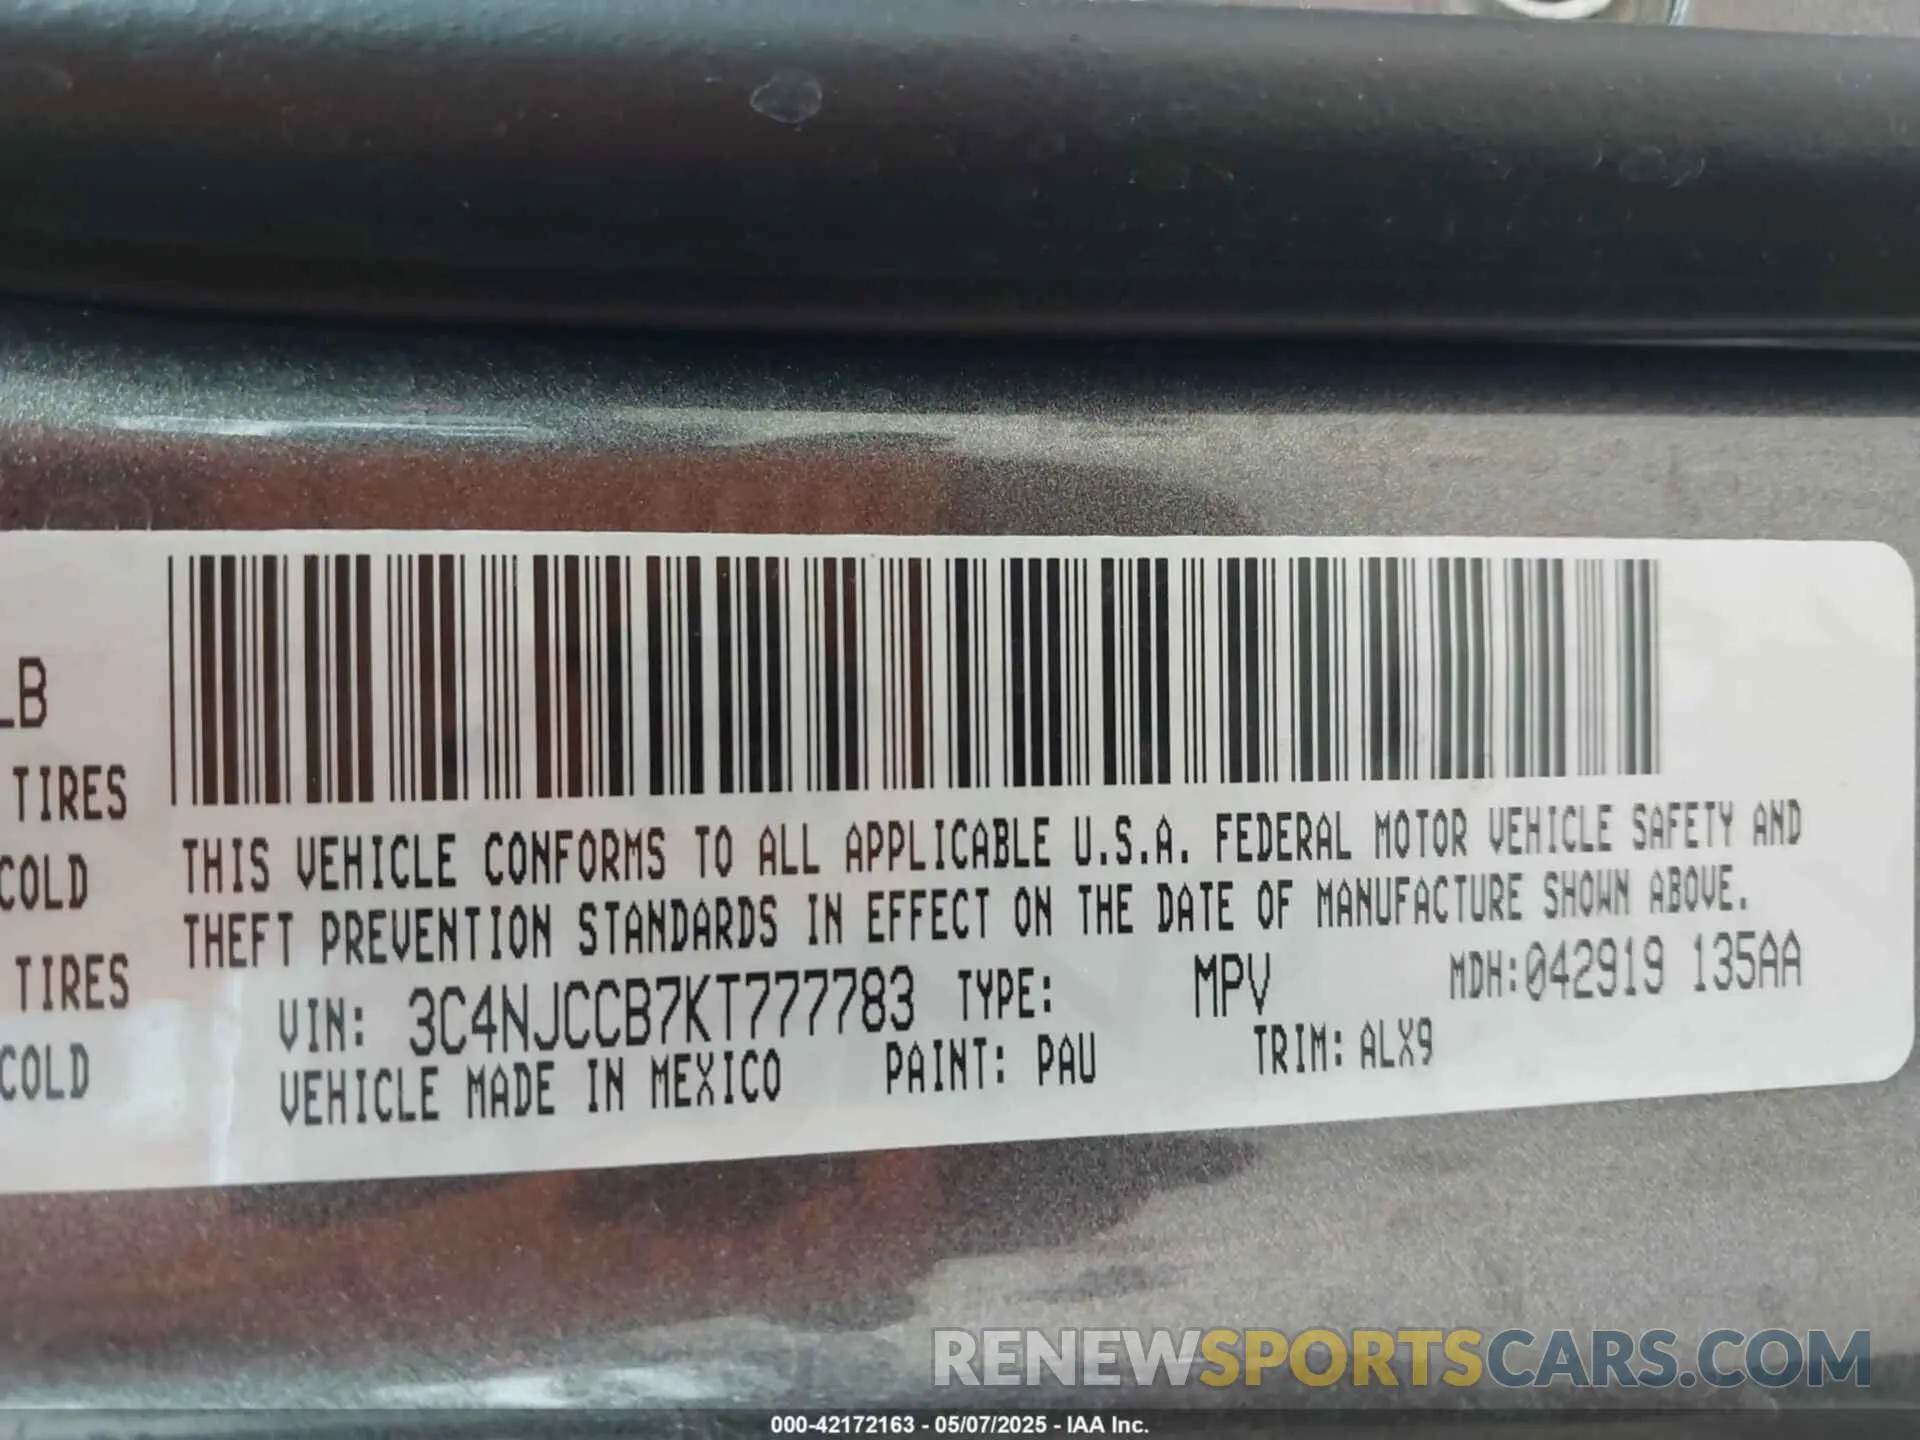 LB
TIRES
COLD
TIRES
COLD
THIS VEHICLE CONFORMS TO ALL APPLICABLE U.S.A. FEDERAL MOTOR VEHICLE SAFETY AND
THEFT PREVENTION STANDARDS IN EFFECT ON THE DATE OF MANUFACTURE SHOWN ABOVE.
VIN: 3C4NJCCB7KT777783 TYPE: MPV MDH:042919 135AA
VEHICLE MADE IN MEXICO PAINT: PAU TRIM: ALX9
RENEWSPORTSCARS.COM
000-42172163 - 05/07/2025 - IAA Inc.